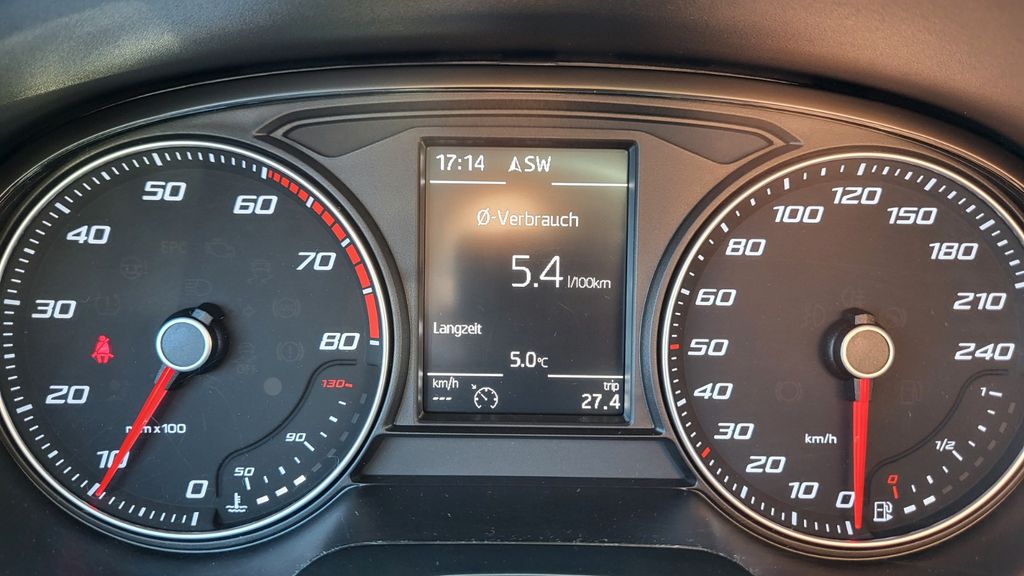 50
60
40
70
30
80
20
130
rpm x 100
90
10
50
0
EPC
17:14 SW
Ø-Verbrauch
5.4 l/100km
Langzeit
5.0 °C
km/h trip
--- 27.4
120
100 150
80 180
60 210
50 240
40
1
30
km/h 1/2
20
10 0 0